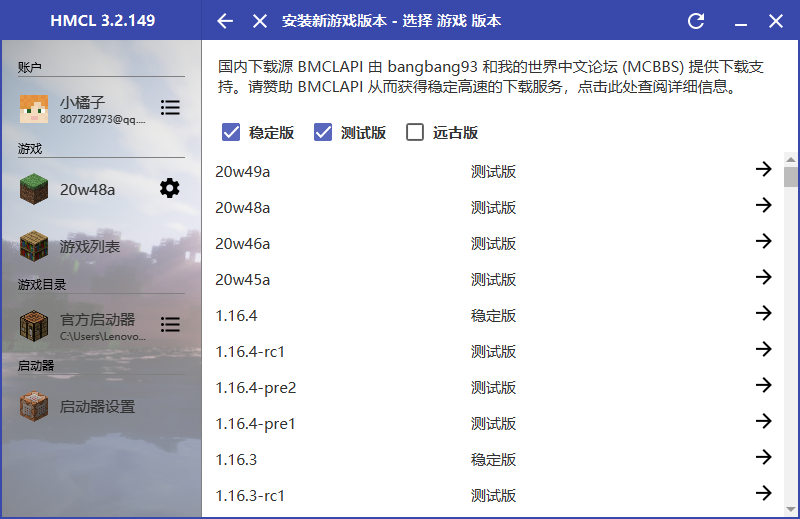 HMCL 3.2.149
安装新游戏版本 - 选择 游戏 版本
账户
小橘子
807728973@qq....
游戏
20w48a
游戏列表
游戏目录
官方启动器
C:\Users\Lenovo...
启动器
启动器设置
国内下载源 BMCLAPI 由 bangbang93 和我的世界中文论坛 (MCBBS) 提供下载支
持。请赞助 BMCLAPI 从而获得稳定高速的下载服务，点击此处查阅详细信息。
稳定版 测试版 远古版
20w49a 测试版
20w48a 测试版
20w46a 测试版
20w45a 测试版
1.16.4 稳定版
1.16.4-rc1 测试版
1.16.4-pre2 测试版
1.16.4-pre1 测试版
1.16.3 稳定版
1.16.3-rc1 测试版